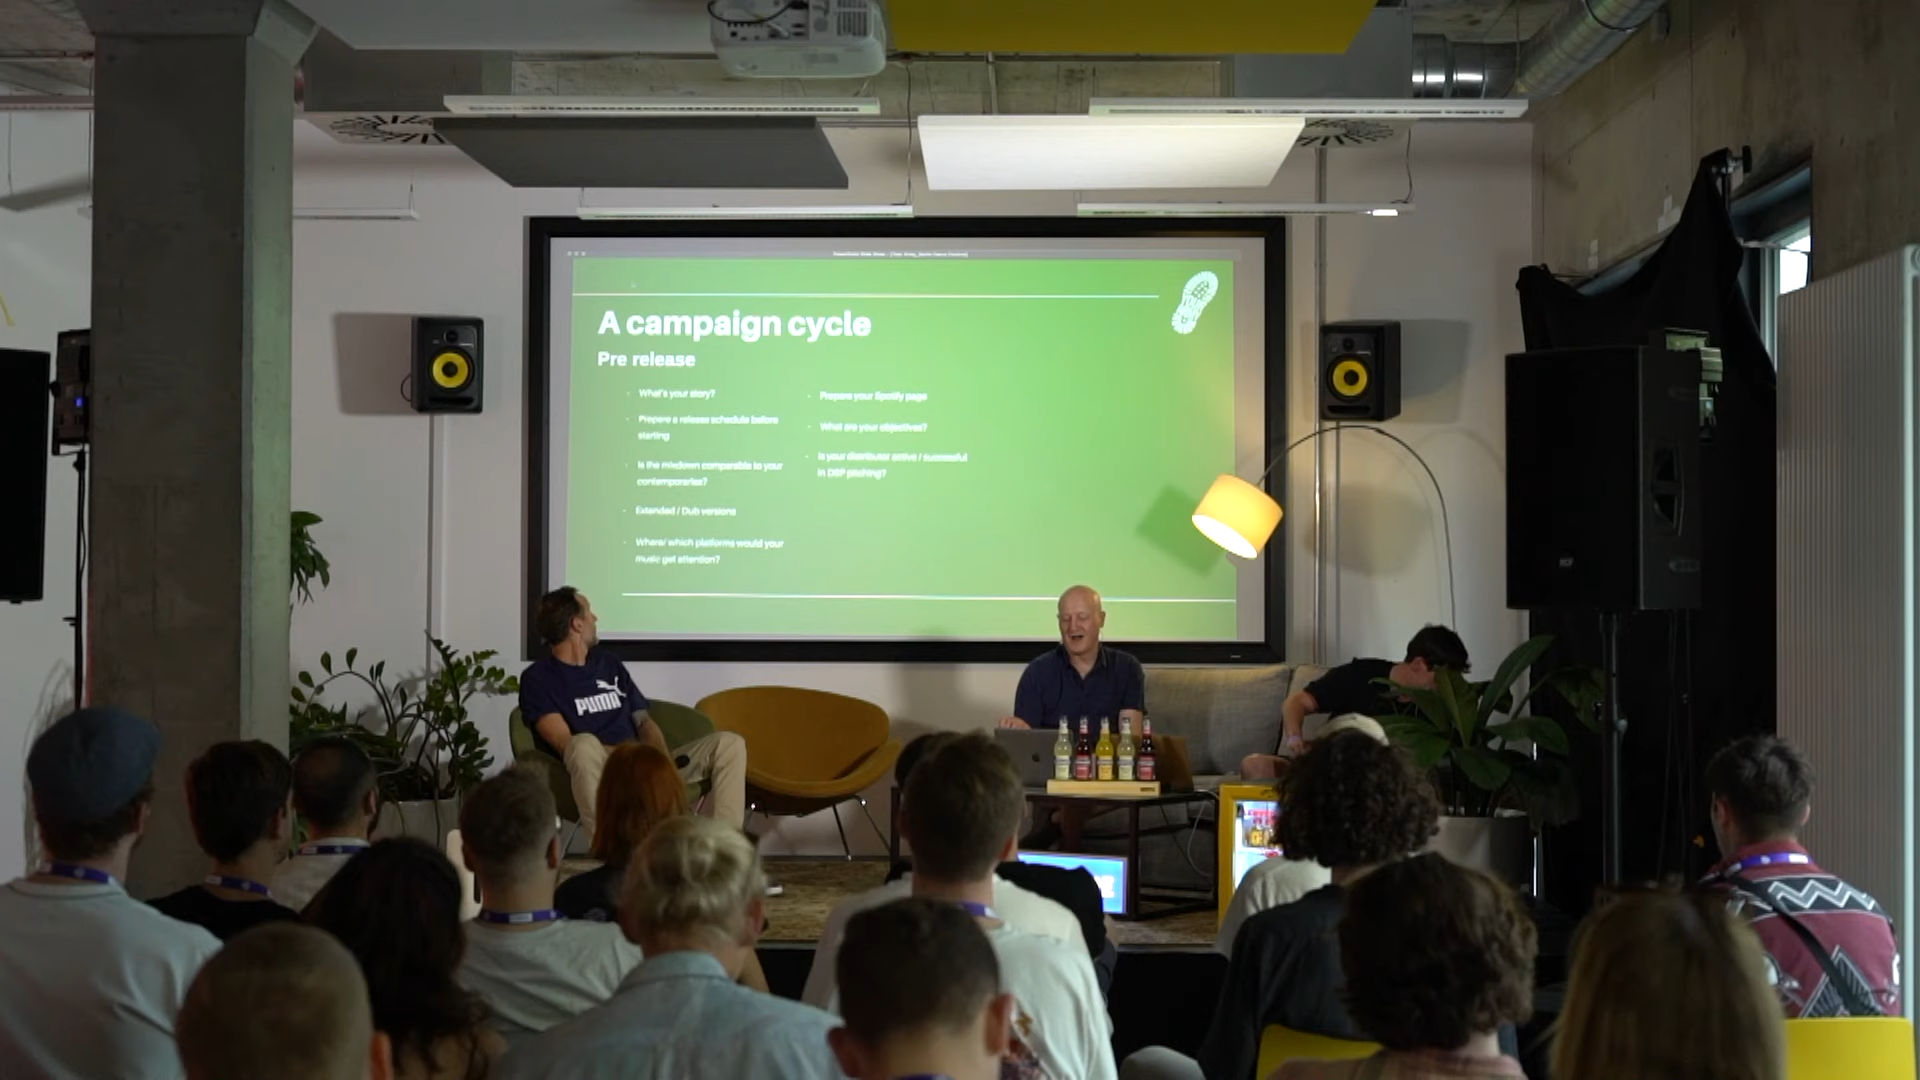 A campaign cycle
Pre release
What's your story?
Prepare a release schedule before
starting
Is the mixdown comparable to your
contemporaries?
Extended / Dub versions
Where/ which platforms would your
music get attention?
Prepare your Spotify page
What are your objectives?
Is your distributor active / successful
in DSP pitching?
PUMA